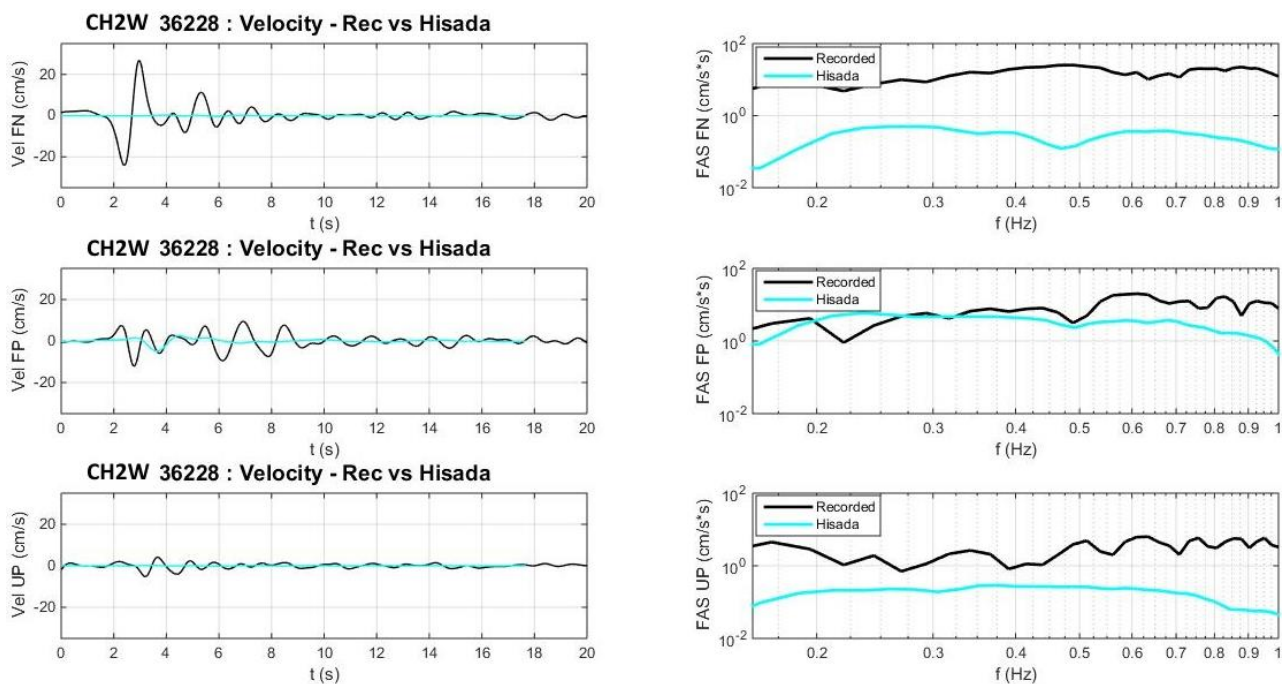 CH2W 36228 : Velocity - Rec vs Hisada
Vel FN (cm/s)
20
0
-20
0 2 4 6 8 10 12 14 16 18 20
t (s)
FAS FN (cm/s*s)
10^2
10^0
10^-2
Recorded
Hisada
0.2 0.3 0.4 0.5 0.6 0.7 0.8 0.9 1
f (Hz)
CH2W 36228 : Velocity - Rec vs Hisada
Vel FP (cm/s)
20
0
-20
0 2 4 6 8 10 12 14 16 18 20
t (s)
FAS FP (cm/s*s)
10^2
10^0
10^-2
Recorded
Hisada
0.2 0.3 0.4 0.5 0.6 0.7 0.8 0.9 1
f (Hz)
CH2W 36228 : Velocity - Rec vs Hisada
Vel UP (cm/s)
20
0
-20
0 2 4 6 8 10 12 14 16 18 20
t (s)
FAS UP (cm/s*s)
10^2
10^0
10^-2
Recorded
Hisada
0.2 0.3 0.4 0.5 0.6 0.7 0.8 0.9 1
f (Hz)